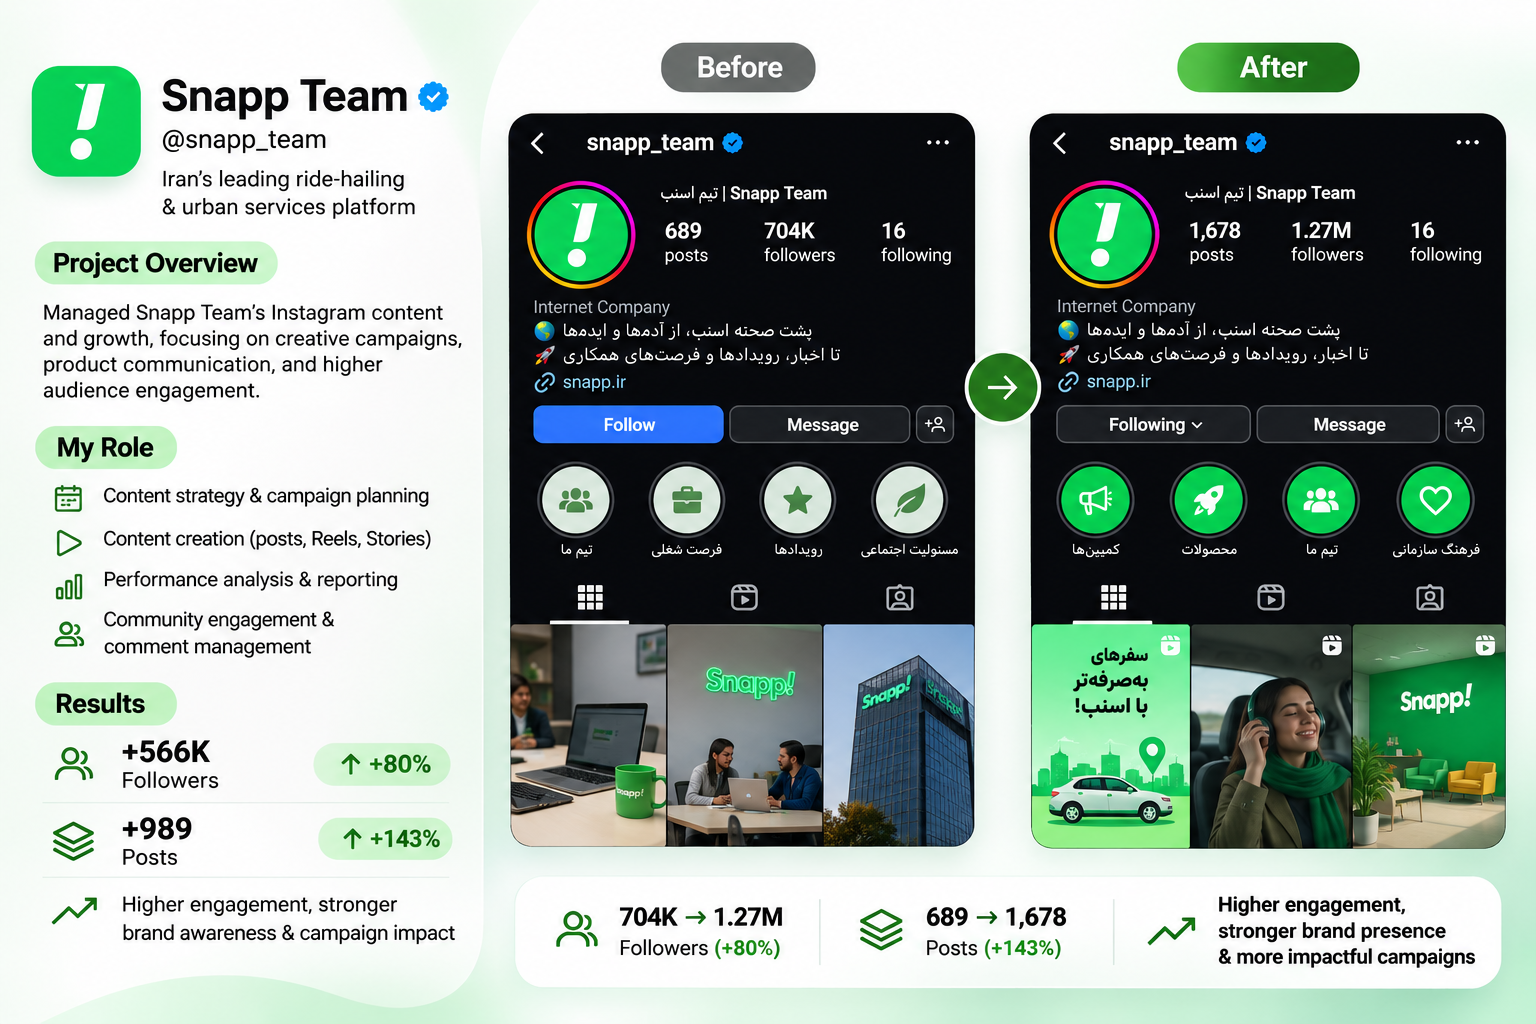 Snapp Team
@snapp_team
Iran's leading ride-hailing
& urban services platform
Project Overview
Managed Snapp Team's Instagram content
and growth, focusing on creative campaigns,
product communication, and higher
audience engagement.
My Role
Content strategy & campaign planning
Content creation (posts, Reels, Stories)
Performance analysis & reporting
Community engagement &
comment management
Results
+566K
Followers
↑ +80%
+989
Posts
↑ +143%
Higher engagement, stronger
brand awareness & campaign impact
Before
snapp_team
تیم اسنپ | Snapp Team
689 704K 16
posts followers following
Internet Company
🌎 پشت صحنه اسنپ، از آدم‌ها و ایده‌ها
🚀 تا اخبار، رویدادها و فرصت‌های همکاری
snapp.ir
Follow Message
تیم ما فرصت شغلی رویدادها مسئولیت اجتماعی
Snapp!
Snapp!
Snapp!
Snapp!
After
snapp_team
تیم اسنپ | Snapp Team
1,678 1.27M 16
posts followers following
Internet Company
🌎 پشت صحنه اسنپ، از آدم‌ها و ایده‌ها
🚀 تا اخبار، رویدادها و فرصت‌های همکاری
snapp.ir
Following Message
کمپین‌ها محصولات تیم ما فرهنگ سازمانی
سفرهای
به‌صرفه‌تر
با اسنپ!
Snapp!
704K → 1.27M
Followers (+80%)
689 → 1,678
Posts (+143%)
Higher engagement,
stronger brand presence
& more impactful campaigns